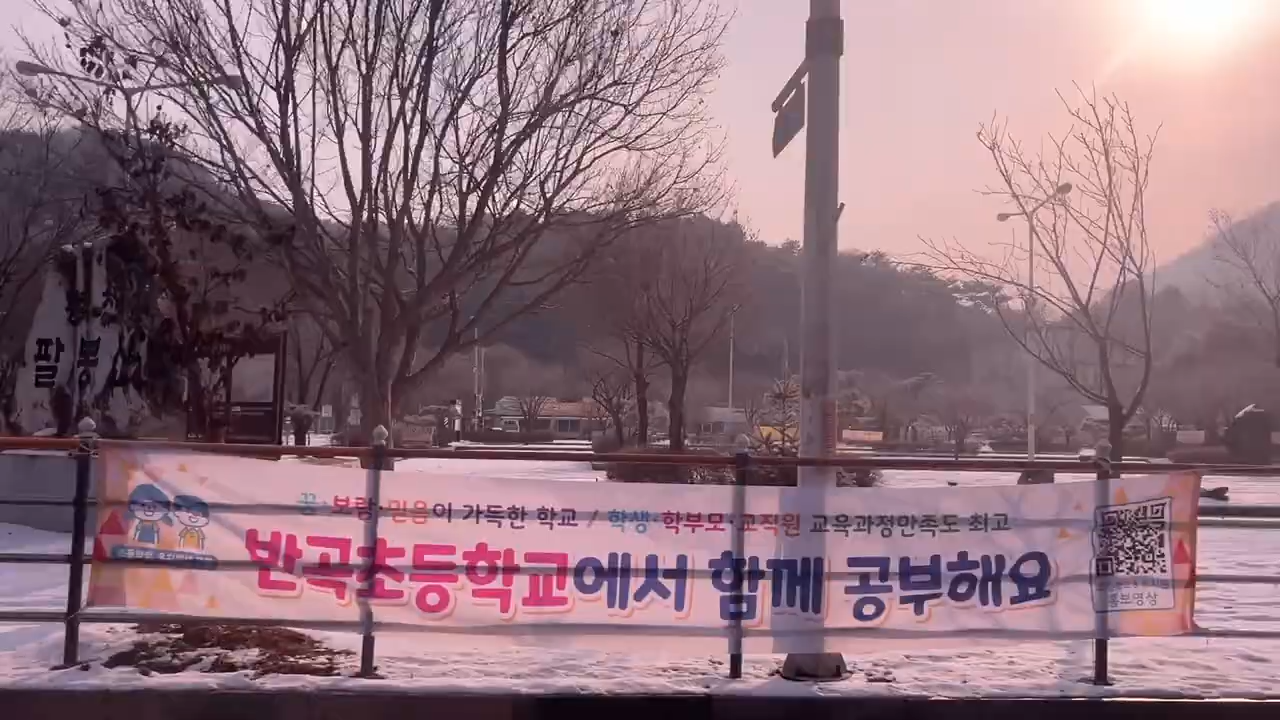 팔봉산
꿈·보람·믿음이 가득한 학교 / 학생·학부모·교직원 교육과정만족도 최고
반곡초등학교에서 함께 공부해요
홍보영상